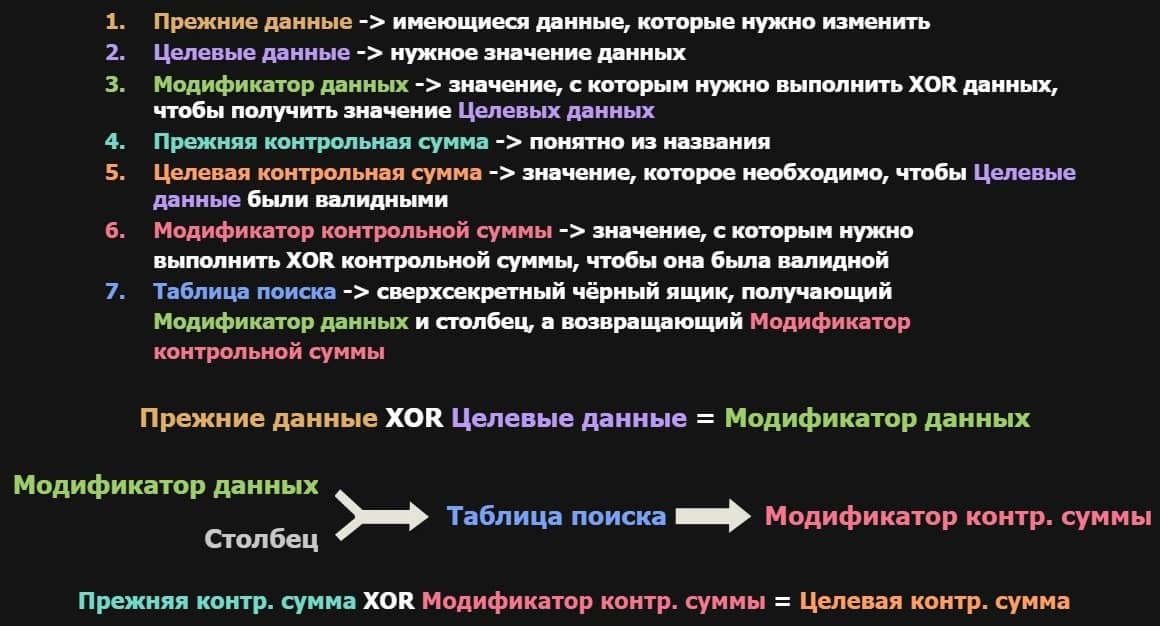 1. Прежние данные -> имеющиеся данные, которые нужно изменить
2. Целевые данные -> нужное значение данных
3. Модификатор данных -> значение, с которым нужно выполнить XOR данных,
чтобы получить значение Целевых данных
4. Прежняя контрольная сумма -> понятно из названия
5. Целевая контрольная сумма -> значение, которое необходимо, чтобы Целевые
данные были валидными
6. Модификатор контрольной суммы -> значение, с которым нужно
выполнить XOR контрольной суммы, чтобы она была валидной
7. Таблица поиска -> сверхсекретный чёрный ящик, получающий
Модификатор данных и столбец, а возвращающий Модификатор
контрольной суммы
Прежние данные XOR Целевые данные = Модификатор данных
Модификатор данных
Столбец
Таблица поиска
Модификатор контр. суммы
Прежняя контр. сумма XOR Модификатор контр. суммы = Целевая контр. сумма